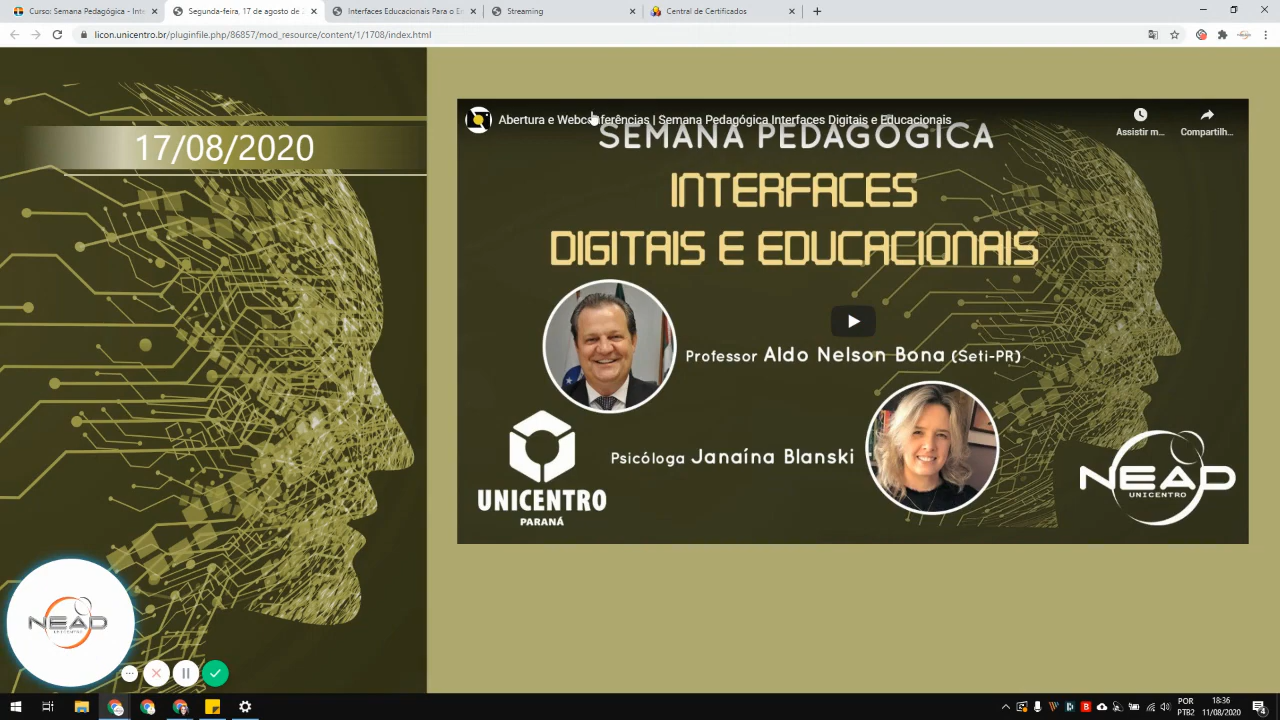 Curso: Semana Pedagógica - Inte
Segunda-feira, 17 de agosto de 2
Interfaces Educacionais Para o Es
Streaming
Central de Certificados
licon.unicentro.br/pluginfile.php/86857/mod_resource/content/1/1708/index.html
17/08/2020
Abertura e Webconferências | Semana Pedagógica Interfaces Digitais e Educacionais
Assistir m...
Compartilh...
SEMANA PEDAGÓGICA
INTERFACES
DIGITAIS E EDUCACIONAIS
Professor Aldo Nelson Bona (Seti-PR)
Psicóloga Janaína Blanski
UNICENTRO
PARANÁ
NEAD
UNICENTRO
NEAD
UNICENTRO
POR
PTB2
18:36
11/08/2020